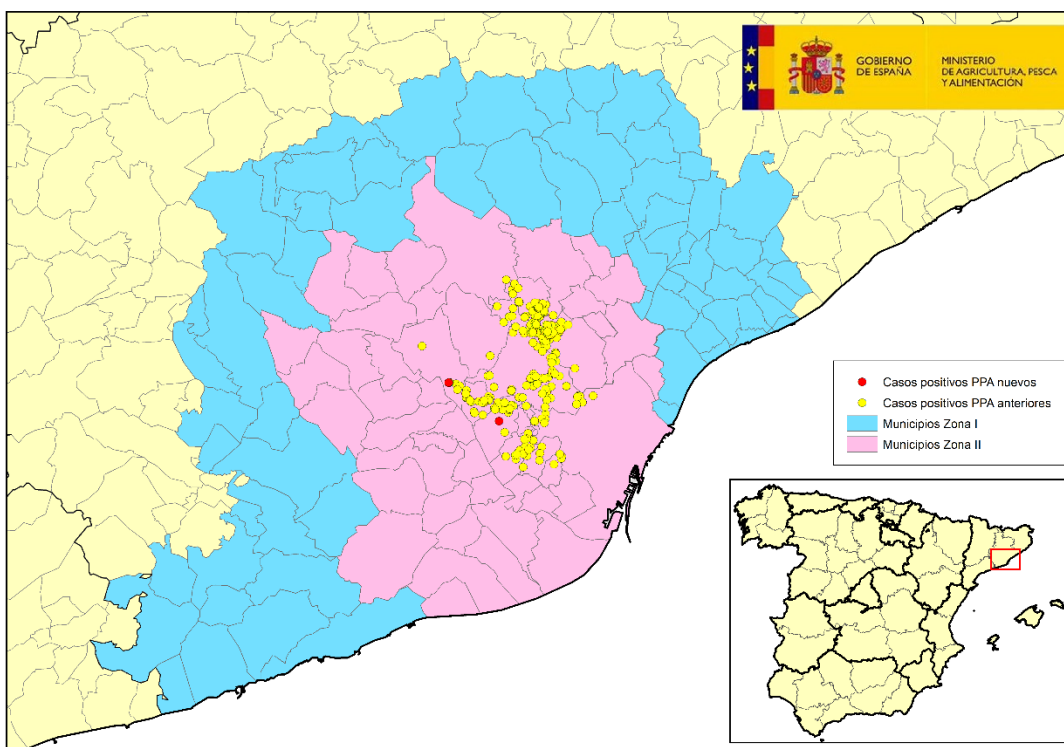 GOBIERNO
DE ESPAÑA
MINISTERIO
DE AGRICULTURA, PESCA
Y ALIMENTACIÓN
Casos positivos PPA nuevos
Casos positivos PPA anteriores
Municipios Zona I
Municipios Zona II